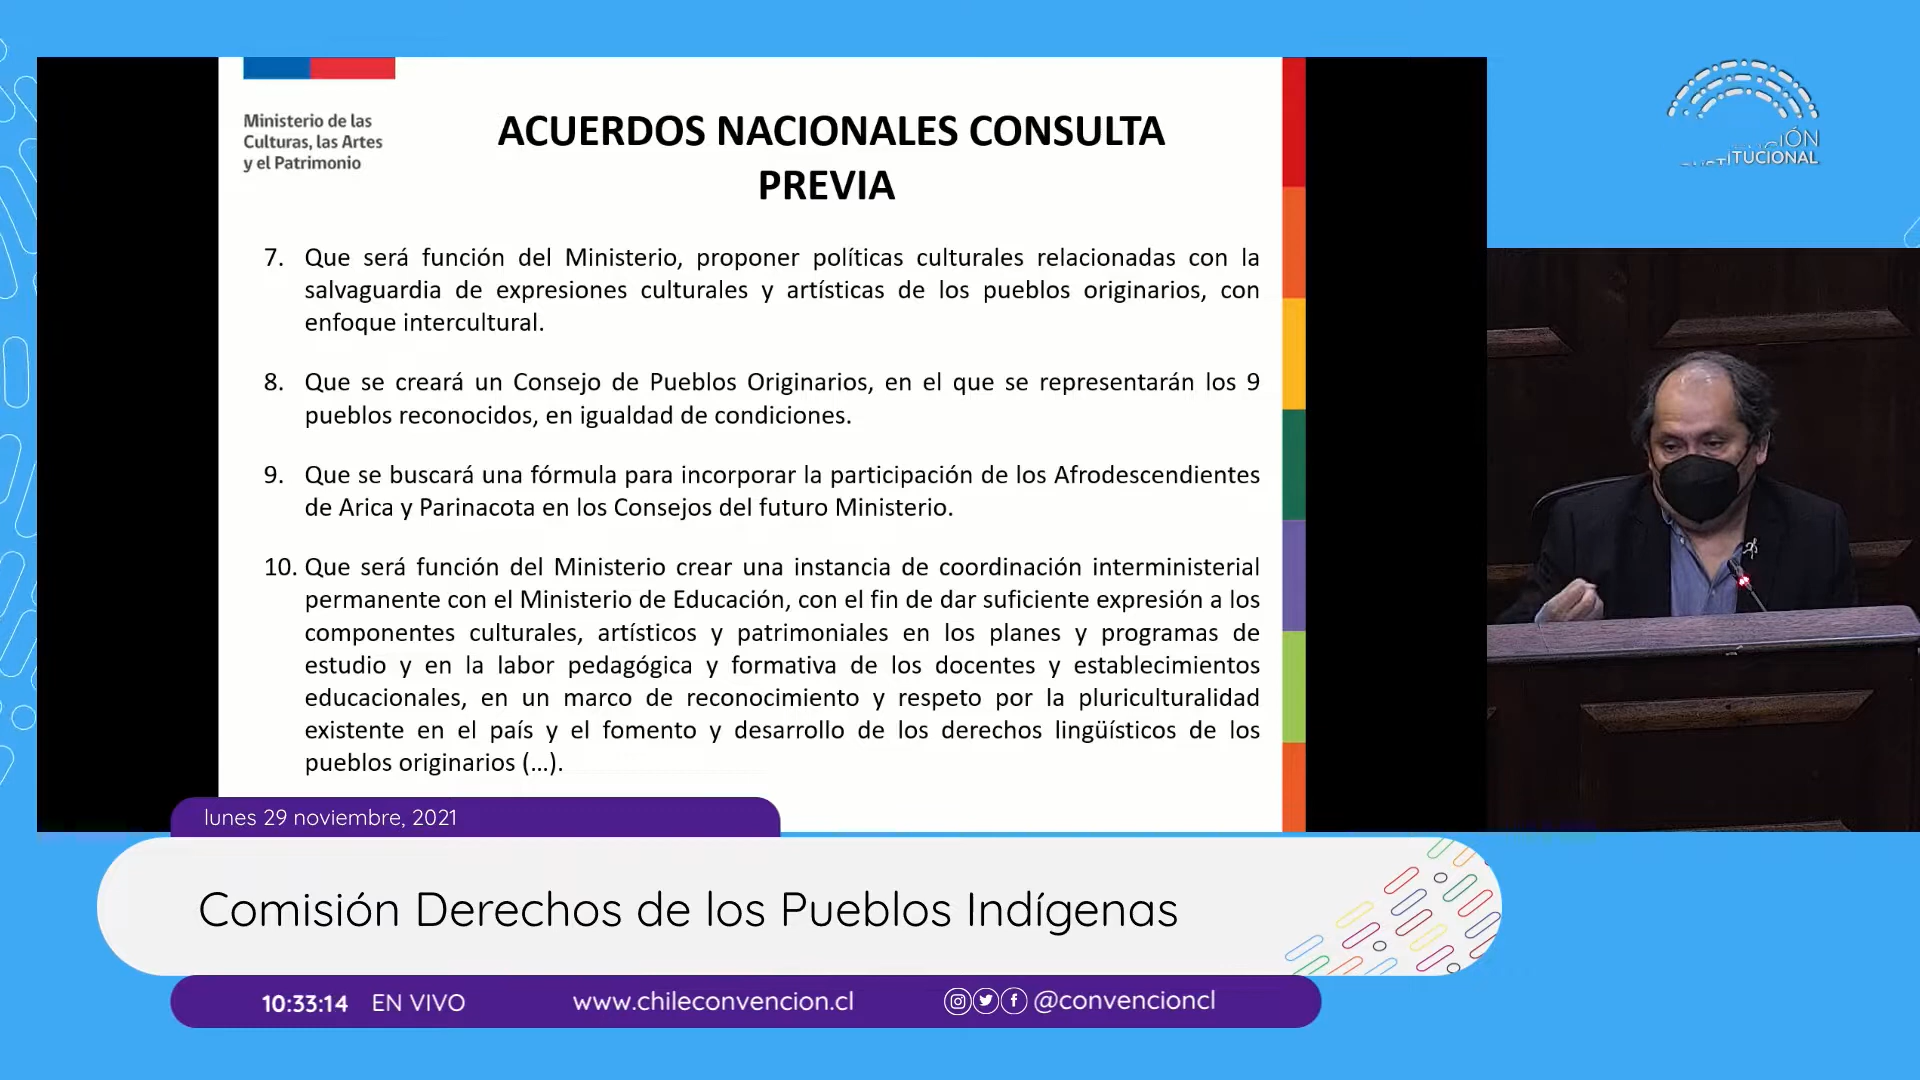 Ministerio de las
Culturas, las Artes
y el Patrimonio
ACUERDOS NACIONALES CONSULTA
PREVIA
7. Que será función del Ministerio, proponer políticas culturales relacionadas con la
salvaguardia de expresiones culturales y artísticas de los pueblos originarios, con
enfoque intercultural.
8. Que se creará un Consejo de Pueblos Originarios, en el que se representarán los 9
pueblos reconocidos, en igualdad de condiciones.
9. Que se buscará una fórmula para incorporar la participación de los Afrodescendientes
de Arica y Parinacota en los Consejos del futuro Ministerio.
10. Que será función del Ministerio crear una instancia de coordinación interministerial
permanente con el Ministerio de Educación, con el fin de dar suficiente expresión a los
componentes culturales, artísticos y patrimoniales en los planes y programas de
estudio y en la labor pedagógica y formativa de los docentes y establecimientos
educacionales, en un marco de reconocimiento y respeto por la pluriculturalidad
existente en el país y el fomento y desarrollo de los derechos lingüísticos de los
pueblos originarios (...).
lunes 29 noviembre, 2021
Comisión Derechos de los Pueblos Indígenas
10:33:14 EN VIVO www.chileconvencion.cl @convencioncl